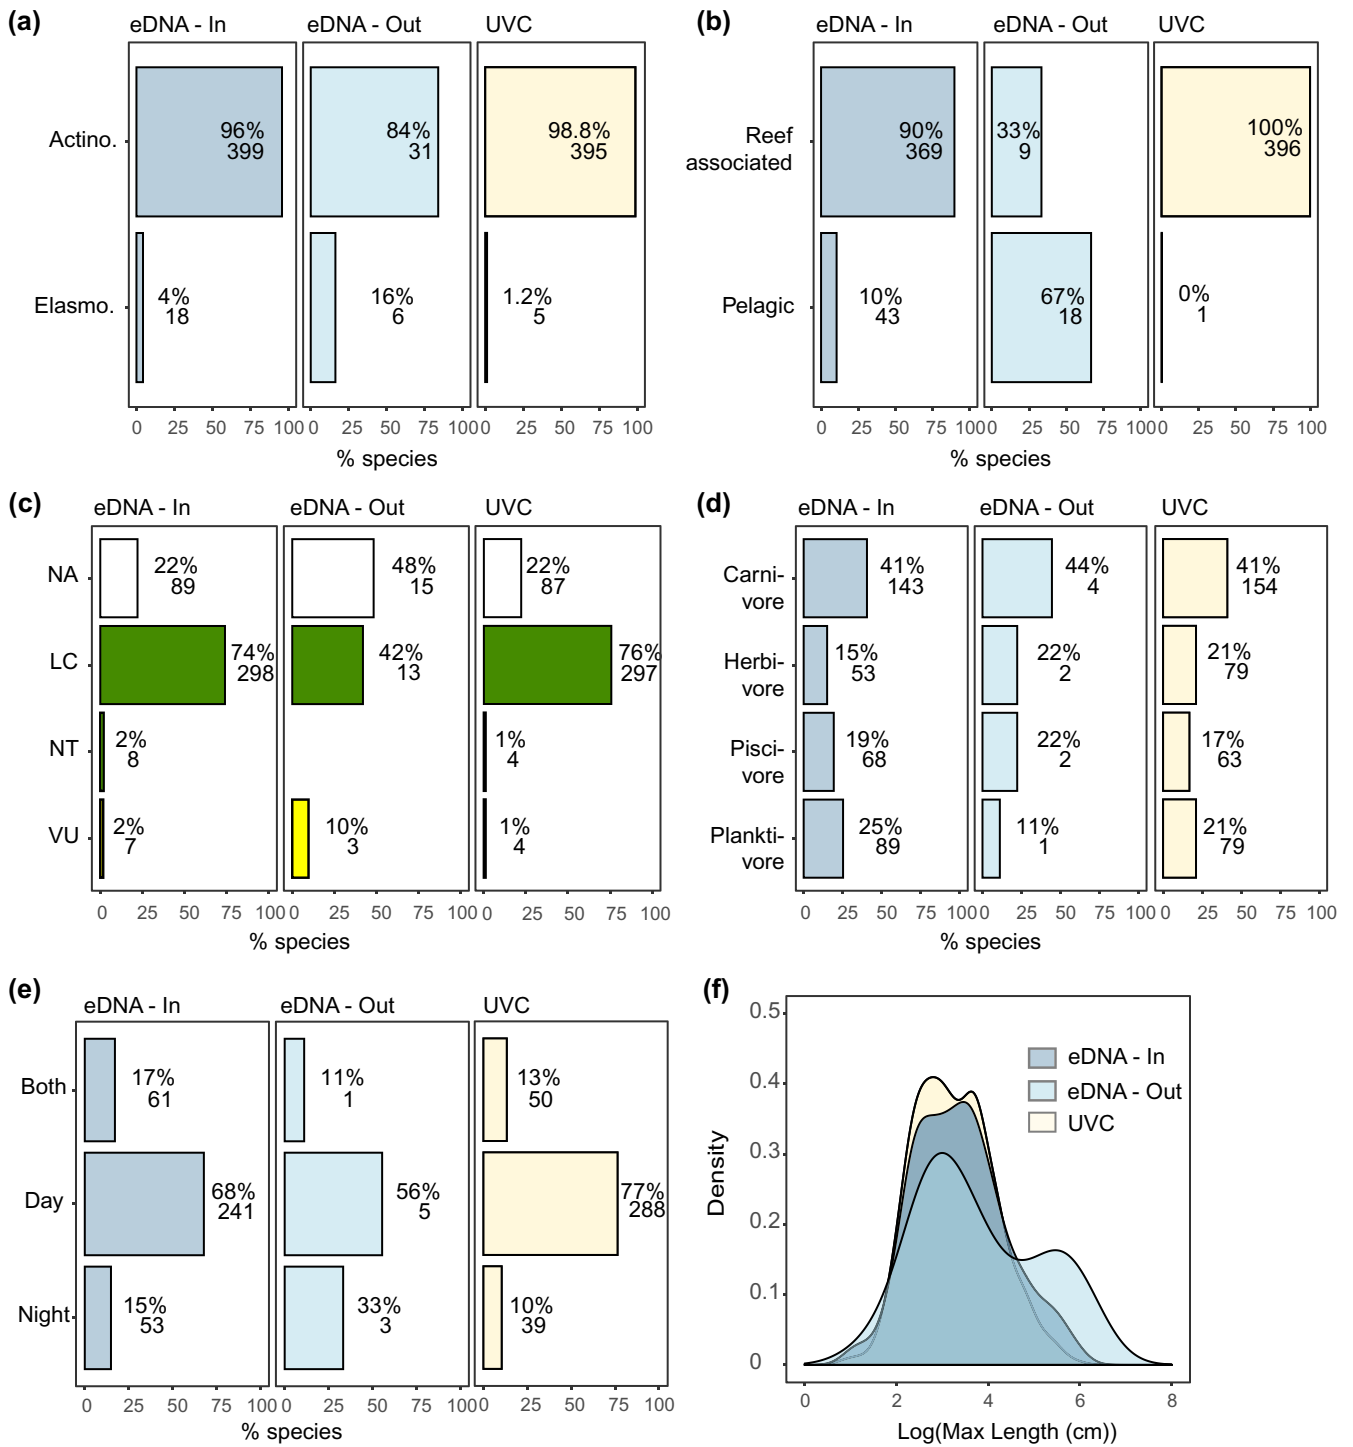 (a)
eDNA - In
eDNA - Out
UVC
Actino.
96%
399
84%
31
98.8%
395
Elasmo.
4%
18
16%
6
1.2%
5
0 25 50 75 100 0 25 50 75 100 0 25 50 75 100
% species
(b)
eDNA - In
eDNA - Out
UVC
Reef
associated
90%
369
33%
9
100%
396
Pelagic
10%
43
67%
18
0%
1
0 25 50 75 100 0 25 50 75 100 0 25 50 75 100
% species
(c)
eDNA - In
eDNA - Out
UVC
NA
22%
89
48%
15
22%
87
LC
74%
298
42%
13
76%
297
NT
2%
8
1%
4
VU
2%
7
10%
3
1%
4
0 25 50 75 100 0 25 50 75 100 0 25 50 75 100
% species
(d)
eDNA - In
eDNA - Out
UVC
Carni-
vore
41%
143
44%
4
41%
154
Herbi-
vore
15%
53
22%
2
21%
79
Pisci-
vore
19%
68
22%
2
17%
63
Plankti-
vore
25%
89
11%
1
21%
79
0 25 50 75 100 0 25 50 75 100 0 25 50 75 100
% species
(e)
eDNA - In
eDNA - Out
UVC
Both
17%
61
11%
1
13%
50
Day
68%
241
56%
5
77%
288
Night
15%
53
33%
3
10%
39
0 25 50 75 100 0 25 50 75 100 0 25 50 75 100
% species
(f)
0.5
0.4
0.3
0.2
0.1
0
Density
eDNA - In
eDNA - Out
UVC
0 2 4 6 8
Log(Max Length (cm))